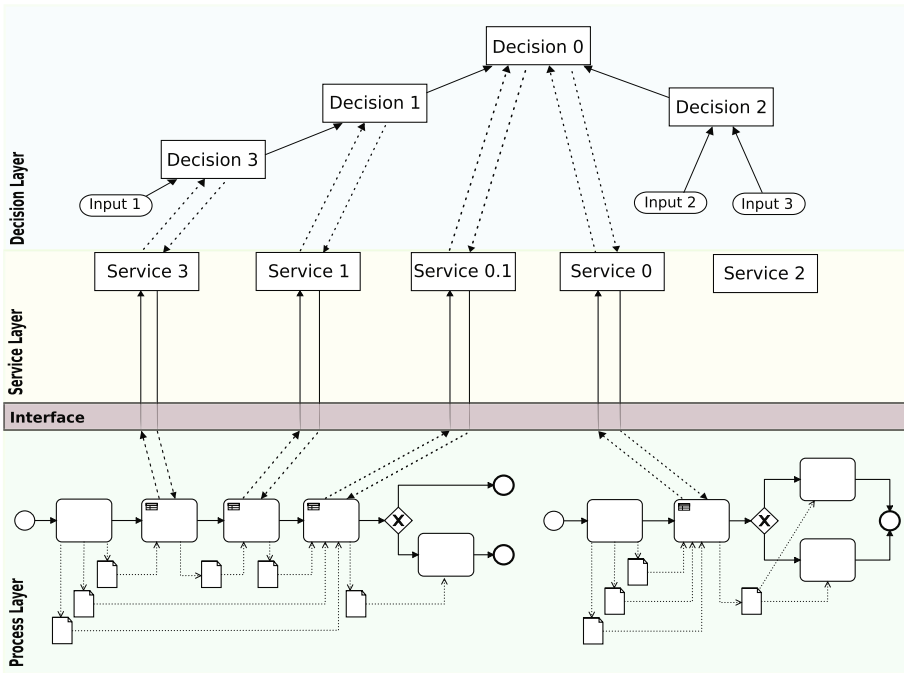 Decision 0
Decision 1
Decision 2
Decision 3
Input 1
Input 2
Input 3
Decision Layer
Service 3
Service 1
Service 0.1
Service 0
Service 2
Service Layer
Interface
X
X
Process Layer